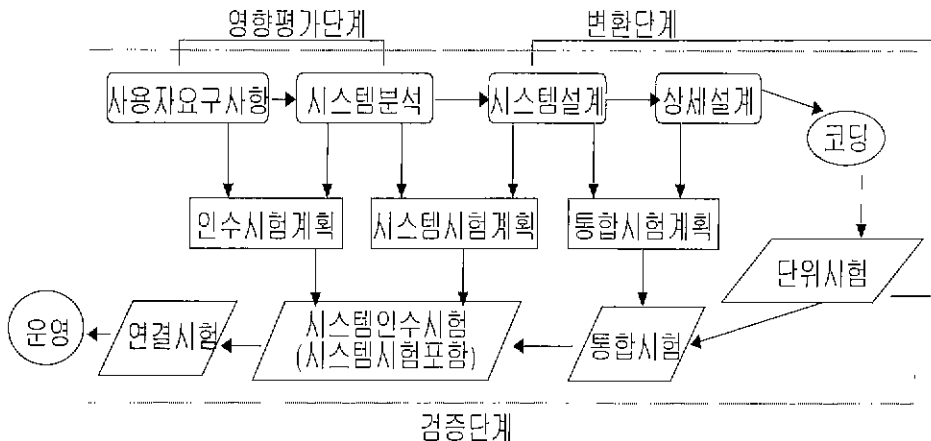 영향평가단계
변환단계
사용자요구사항
시스템분석
시스템설계
상세설계
코딩
인수시험계획
시스템시험계획
통합시험계획
단위시험
운영
연결시험
시스템인수시험
(시스템시험포함)
통합시험
검증단계